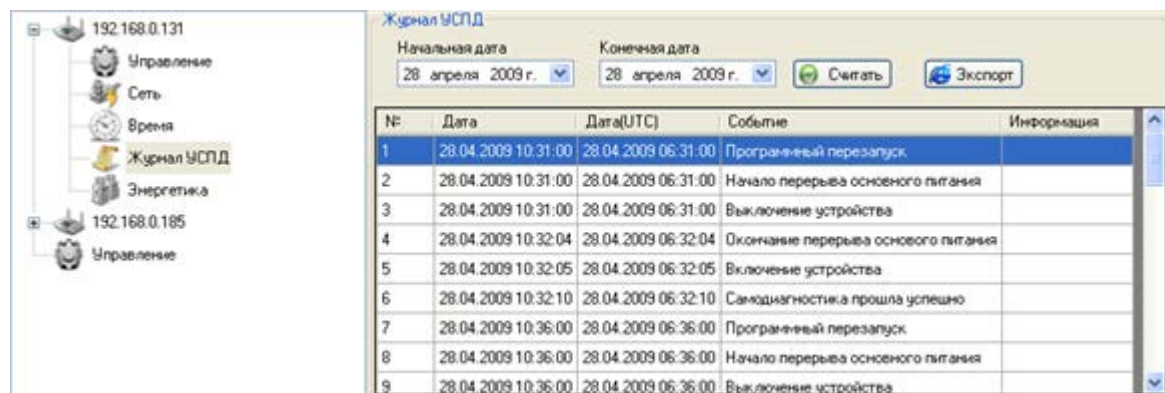 192.168.0.131
Управление
Сеть
Время
Журнал УСПД
Энергетика
192.168.0.185
Управление
Журнал УСПД
Начальная дата Конечная дата
28 апреля 2009 г. 28 апреля 2009 г. Считать Экспорт
№ Дата Дата(UTC) Событие Информация
1 28.04.2009 10:31:00 28.04.2009 06:31:00 Программный перезапуск
2 28.04.2009 10:31:00 28.04.2009 06:31:00 Начало перерыва основного питания
3 28.04.2009 10:31:00 28.04.2009 06:31:00 Выключение устройства
4 28.04.2009 10:32:04 28.04.2009 06:32:04 Окончание перерыва основого питания
5 28.04.2009 10:32:05 28.04.2009 06:32:05 Включение устройства
6 28.04.2009 10:32:10 28.04.2009 06:32:10 Самодиагностика прошла успешно
7 28.04.2009 10:36:00 28.04.2009 06:36:00 Программный перезапуск
8 28.04.2009 10:36:00 28.04.2009 06:36:00 Начало перерыва основного питания
9 28.04.2009 10:36:00 28.04.2009 06:36:00 Выключение устройства